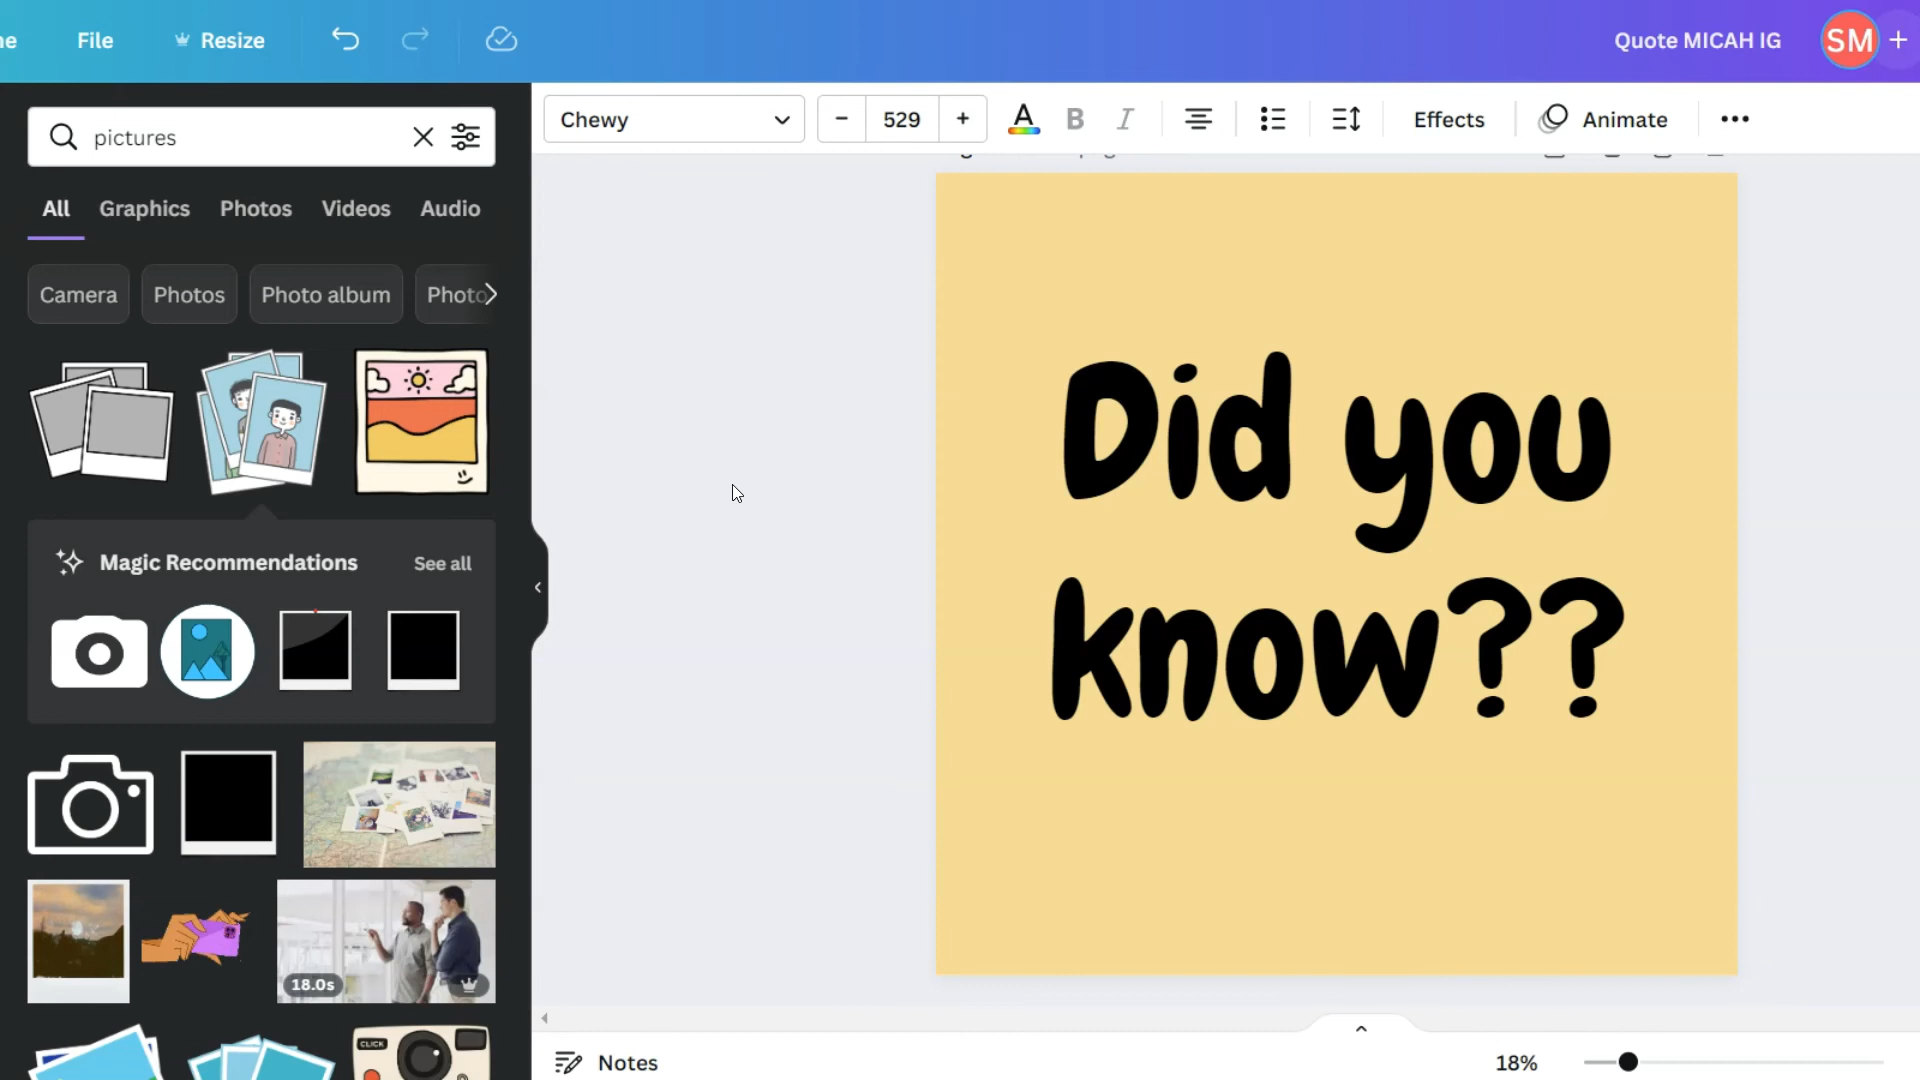 File
Resize
Quote MICAH IG
SM
pictures
Chewy
529
Effects
Animate
All
Graphics
Photos
Videos
Audio
Camera
Photos
Photo album
Photo
Magic Recommendations
See all
18.0s
CLICK
Did you
know??
Notes
18%